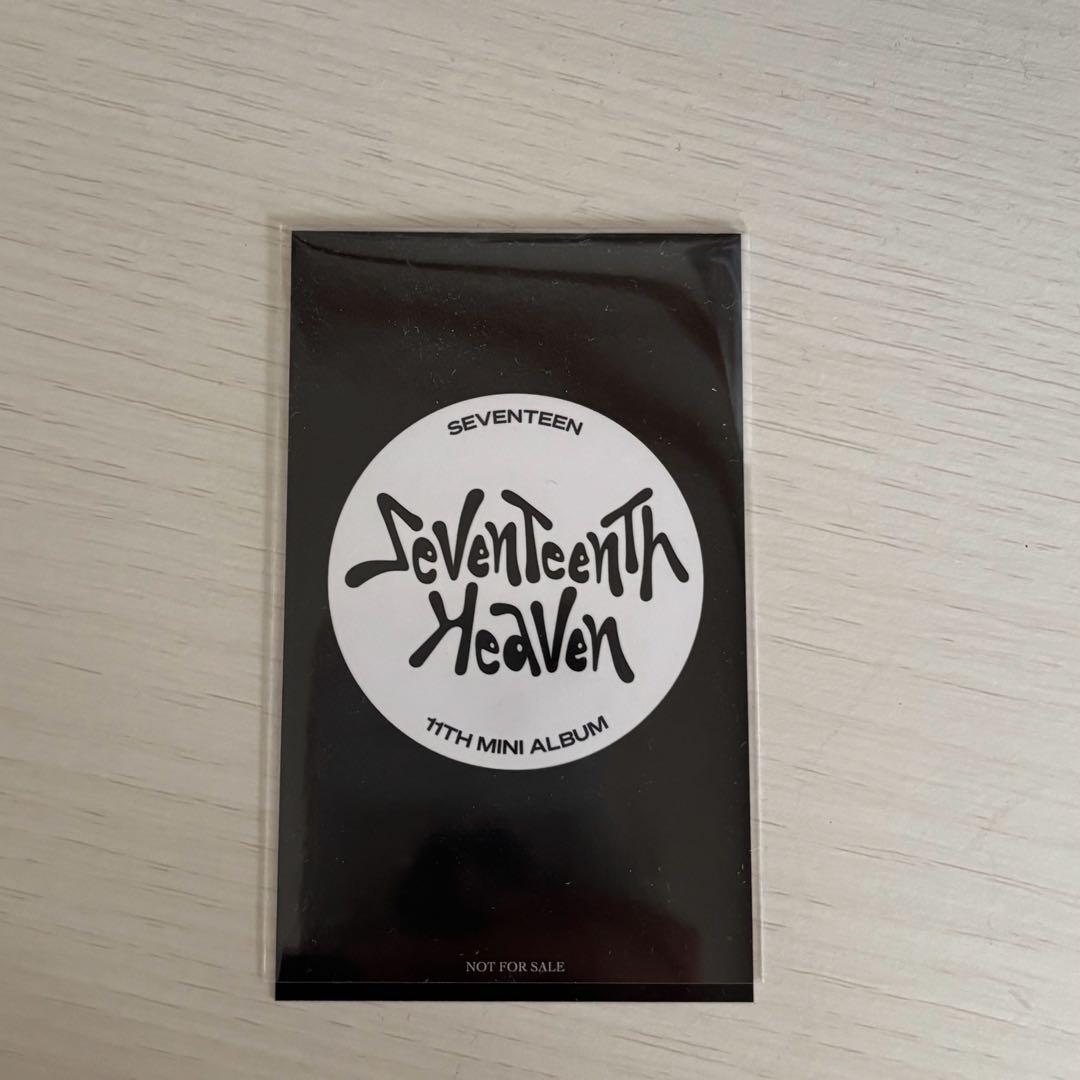 SEVENTEEN
SevenTeenTh
Heaven
11TH MINI ALBUM
NOT FOR SALE